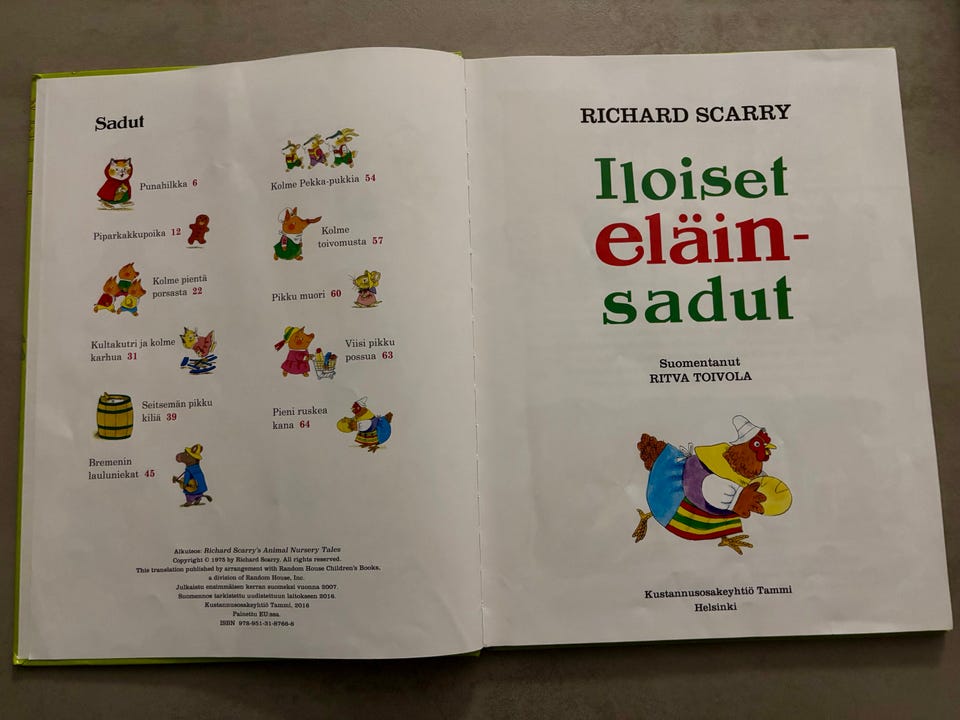 Sadut
Punahilkka 6
Piparkakkupoika 12
Kolme pientä
porsasta 22
Kultakutri ja kolme
karhua 31
Seitsemän pikku
kiliä 39
Bremenin
lauluniekat 45
Kolme Pekka-pukkia 54
Kolme
toivomusta 57
Pikku muori 60
Viisi pikku
possua 63
Pieni ruskea
kana 64
Alkuteos: Richard Scarry's Animal Nursery Tales
Copyright © 1975 by Richard Scarry. All rights reserved.
This translation published by arrangement with Random House Children's Books,
a division of Random House, Inc.
Julkaistu ensimmäisen kerran suomeksi vuonna 2007.
Suomennos tarkistettu uudistettuun laitokseen 2016.
Kustannusosakeyhtiö Tammi, 2016
Painettu EU:ssa
ISBN 978-951-31-8766-8
RICHARD SCARRY
Iloiset
eläin-
sadut
Suomentanut
RITVA TOIVOLA
Kustannusosakeyhtiö Tammi
Helsinki